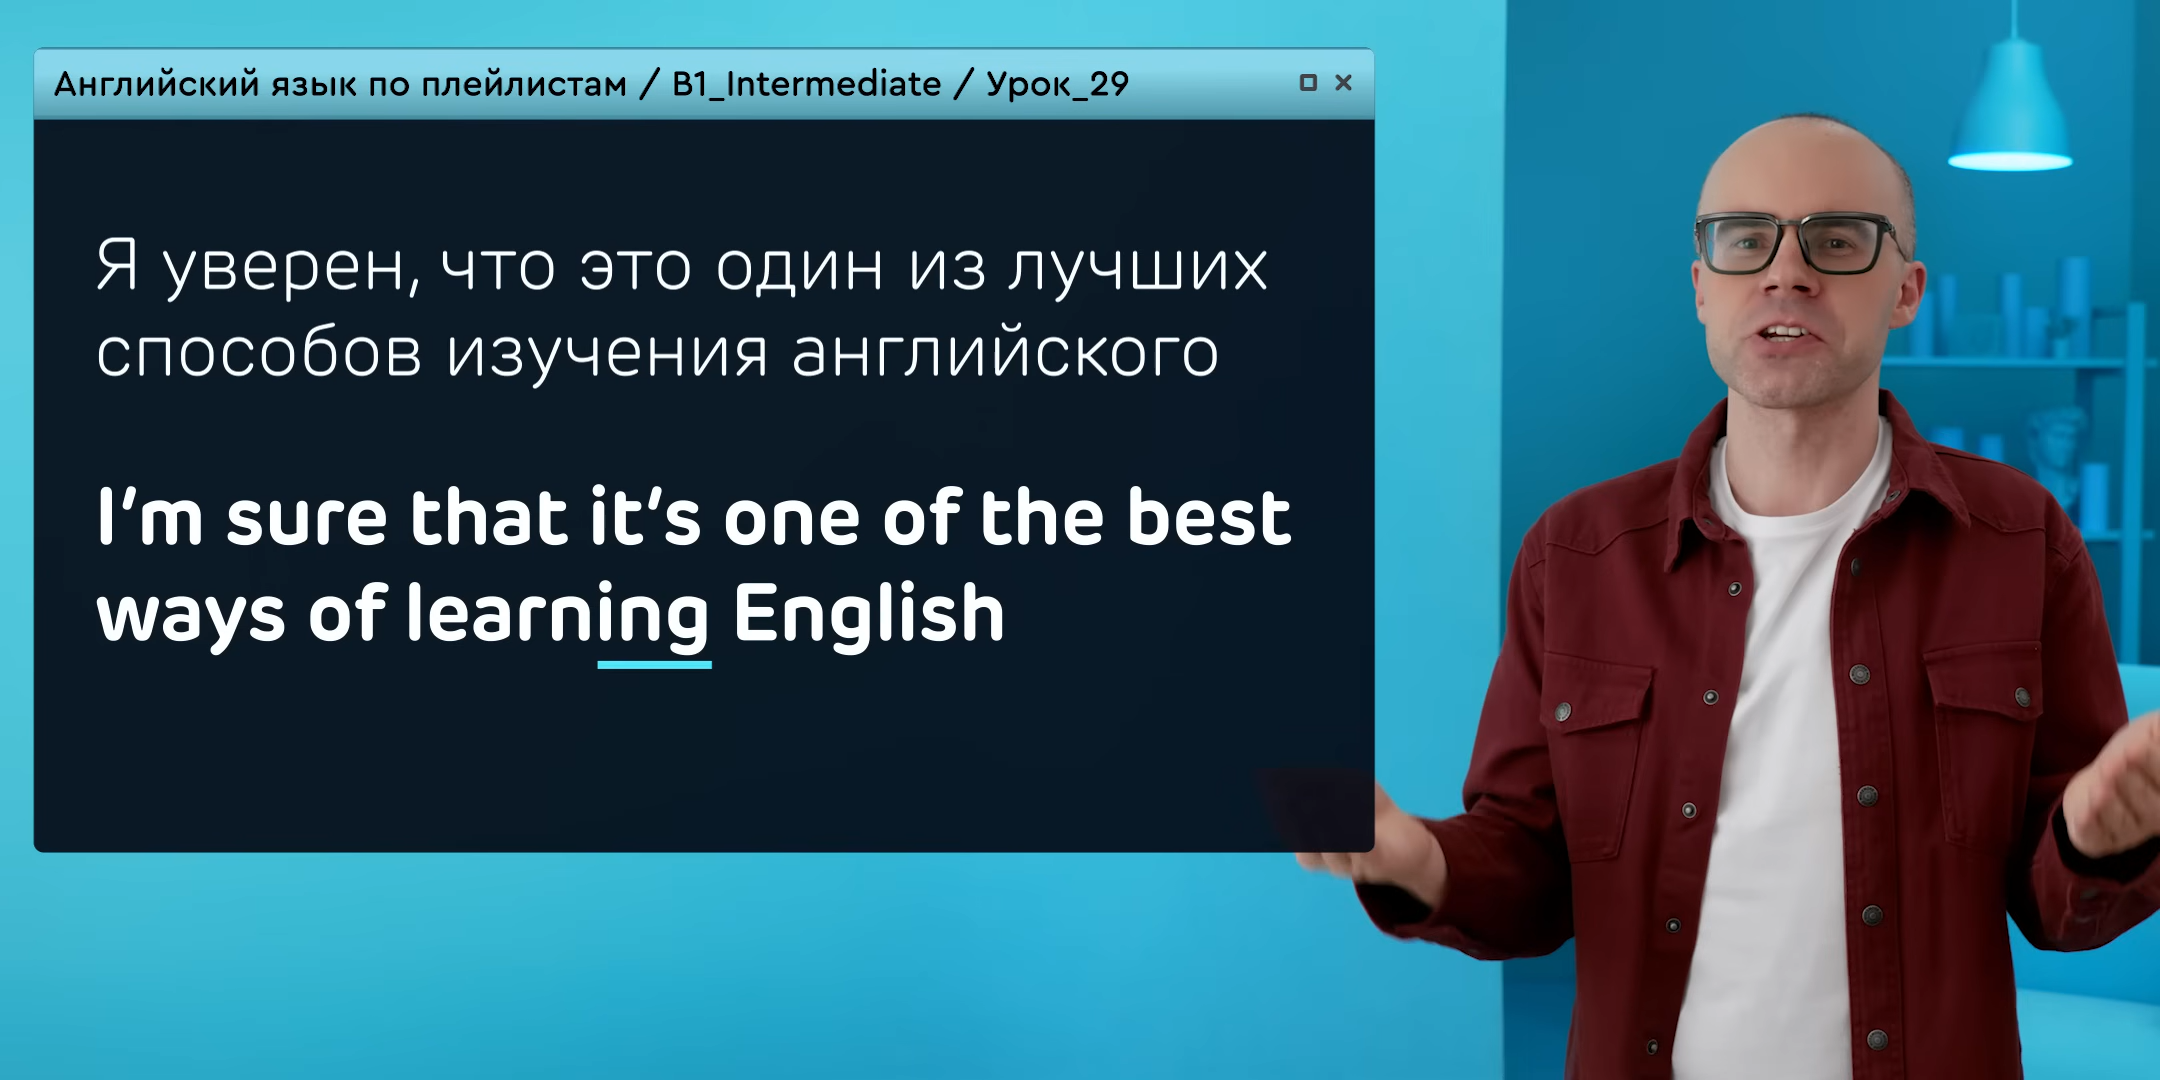 Английский язык по плейлистам / B1_Intermediate / Урок_29
Я уверен, что это один из лучших
способов изучения английского
I’m sure that it’s one of the best
ways of learning English